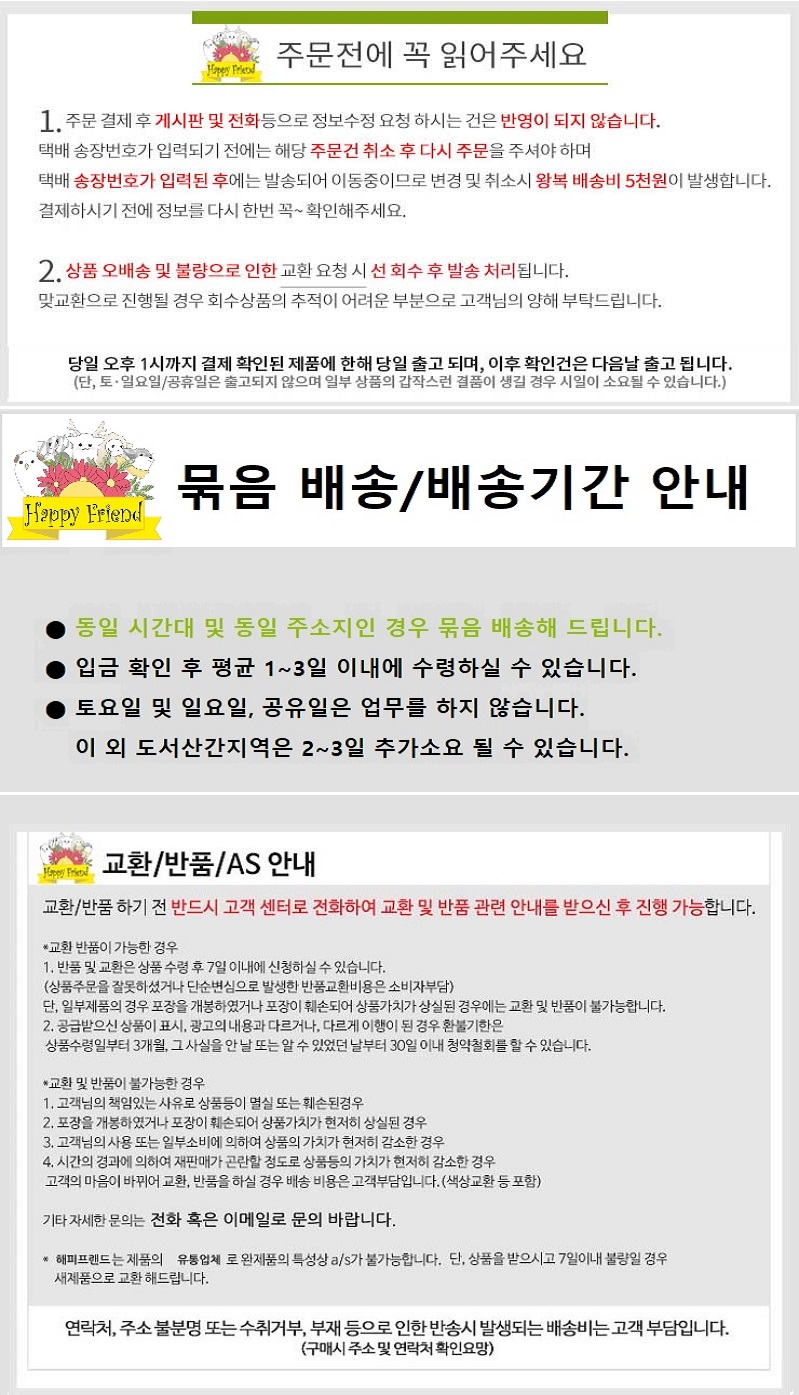 Happy Friend
주문전에 꼭 읽어주세요
1. 주문 결제 후 게시판 및 전화등으로 정보수정 요청 하시는 건은 반영이 되지 않습니다.
택배 송장번호가 입력되기 전에는 해당 주문건 취소 후 다시 주문을 주셔야 하며
택배 송장번호가 입력된 후에는 발송되어 이동중이므로 변경 및 취소시 왕복 배송비 5천원이 발생합니다.
결제하시기 전에 정보를 다시 한번 꼭~ 확인해주세요.
2. 상품 오배송 및 불량으로 인한 교환 요청 시 선 회수 후 발송 처리됩니다.
맞교환으로 진행될 경우 회수상품의 추적이 어려운 부분으로 고객님의 양해 부탁드립니다.
당일 오후 1시까지 결제 확인된 제품에 한해 당일 출고 되며, 이후 확인건은 다음날 출고 됩니다.
(단, 토·일요일/공휴일은 출고되지 않으며 일부 상품의 갑작스런 결품이 생길 경우 시일이 소요될 수 있습니다.)
Happy Friend
묶음 배송/배송기간 안내
● 동일 시간대 및 동일 주소지인 경우 묶음 배송해 드립니다.
● 입금 확인 후 평균 1~3일 이내에 수령하실 수 있습니다.
● 토요일 및 일요일, 공유일은 업무를 하지 않습니다.
이 외 도서산간지역은 2~3일 추가소요 될 수 있습니다.
Happy Friend
교환/반품/AS 안내
교환/반품 하기 전 반드시 고객 센터로 전화하여 교환 및 반품 관련 안내를 받으신 후 진행 가능합니다.
*교환 반품이 가능한 경우
1. 반품 및 교환은 상품 수령 후 7일 이내에 신청하실 수 있습니다.
(상품주문을 잘못하셨거나 단순변심으로 발생한 반품교환비용은 소비자부담)
단, 일부제품의 경우 포장을 개봉하였거나 포장이 훼손되어 상품가치가 상실된 경우에는 교환 및 반품이 불가능합니다.
2. 공급받으신 상품이 표시, 광고의 내용과 다르거나, 다르게 이행이 된 경우 환불기한은
상품수령일부터 3개월, 그 사실을 안 날 또는 알 수 있었던 날부터 30일 이내 청약철회를 할 수 있습니다.
*교환 및 반품이 불가능한 경우
1. 고객님의 책임있는 사유로 상품등이 멸실 또는 훼손된경우
2. 포장을 개봉하였거나 포장이 훼손되어 상품가치가 현저히 상실된 경우
3. 고객님의 사용 또는 일부소비에 의하여 상품의 가치가 현저히 감소한 경우
4. 시간의 경과에 의하여 재판매가 곤란할 정도로 상품등의 가치가 현저히 감소한 경우
고객의 마음이 바뀌어 교환, 반품을 하실 경우 배송 비용은 고객부담입니다.(색상교환 등 포함)
기타 자세한 문의는 전화 혹은 이메일로 문의 바랍니다.
* 해피프렌드는 제품의 유통업체 로 완제품의 특성상 a/s가 불가능합니다. 단, 상품을 받으시고 7일이내 불량일 경우
새제품으로 교환 해드립니다.
연락처, 주소 불분명 또는 수취거부, 부재 등으로 인한 반송시 발생되는 배송비는 고객 부담입니다.
(구매시 주소 및 연락처 확인요망)